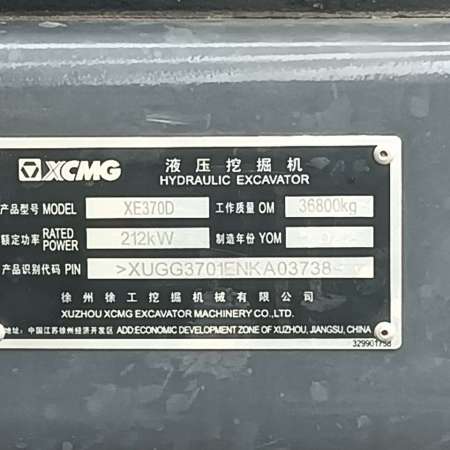 XCMG 液压挖掘机
HYDRAULIC EXCAVATOR
产品型号 MODEL XE370D 工作质量 OM 36800kg
额定功率 RATED POWER 212kW 制造年份 YOM
产品识别代码 PIN >XUGG3701ENKA03738
徐州徐工挖掘机械有限公司
XUZHOU XCMG EXCAVATOR MACHINERY CO.,LTD.
地址: 中国江苏徐州经济开发区 ADD:ECONOMIC DEVELOPMENT ZONE OF XUZHOU, JIANGSU, CHINA
329901758